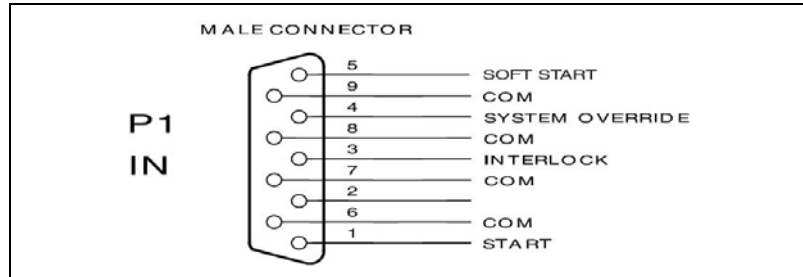 MALE CONNECTOR
P1
IN
5 SOFT START
9 COM
4 SYSTEM OVERRIDE
8 COM
3 INTERLOCK
7 COM
2
6 COM
1 START